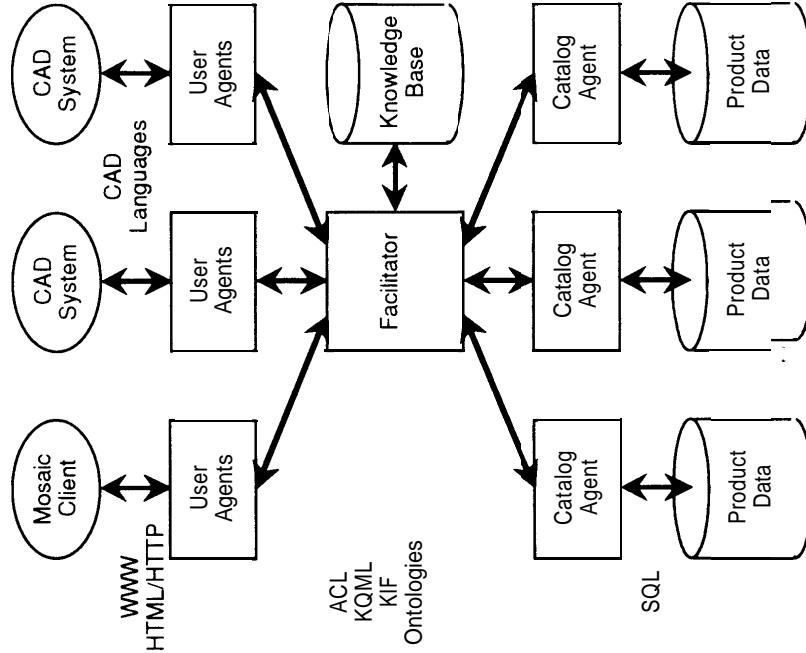 Mosaic
Client
CAD
System
CAD
System
WWW
HTML/HTTP
CAD
Languages
User
Agents
User
Agents
User
Agents
ACL
KQML
KIF
Ontologies
Facilitator
Knowledge
Base
Catalog
Agent
Catalog
Agent
Catalog
Agent
SQL
Product
Data
Product
Data
Product
Data